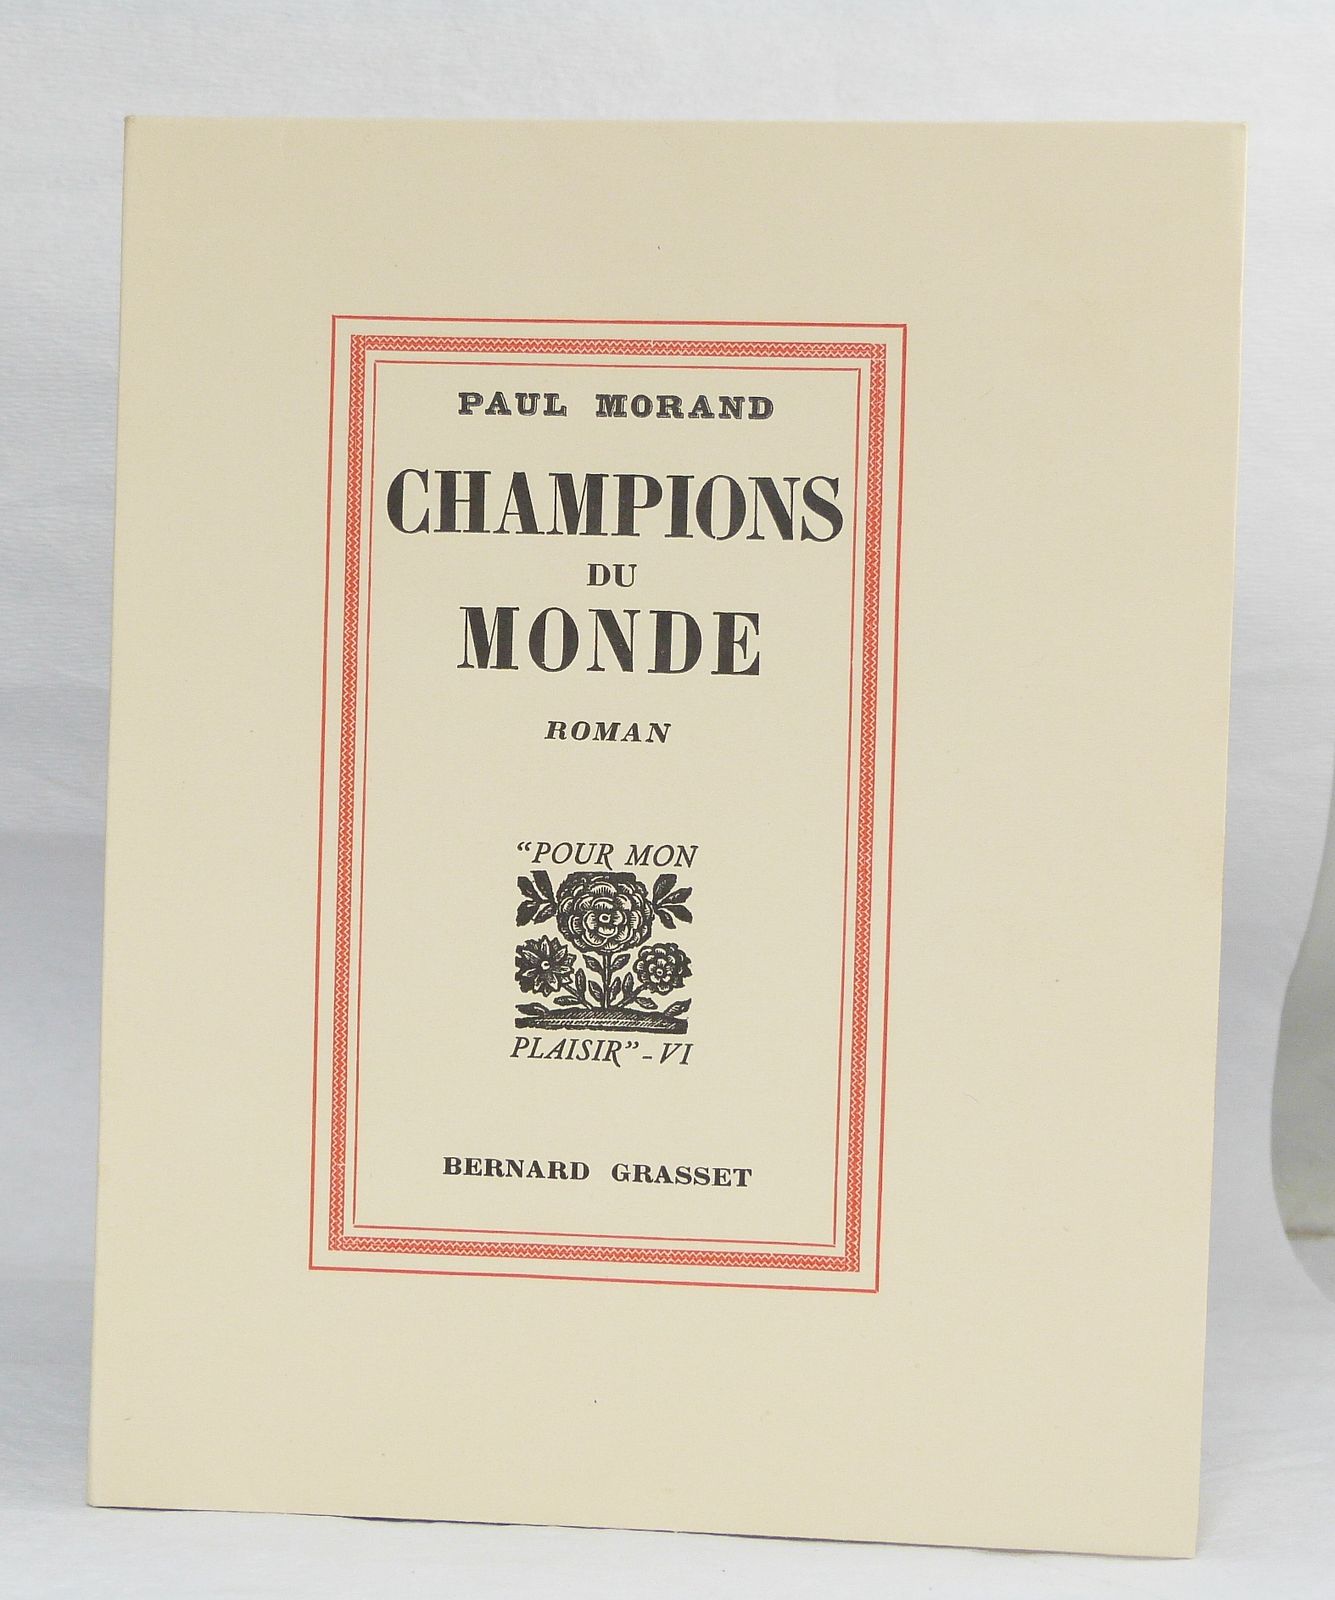 PAUL MORAND
CHAMPIONS
DU
MONDE
ROMAN
“POUR MON
PLAISIR” - VI
BERNARD GRASSET